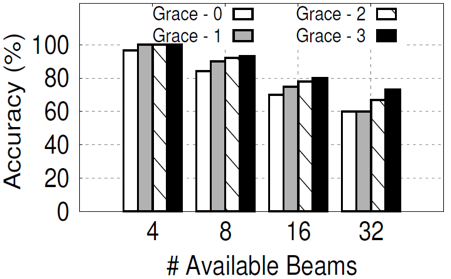 Grace - 0 Grace - 2
Grace - 1 Grace - 3
Accuracy (%)
100
80
60
40
20
0
4 8 16 32
# Available Beams